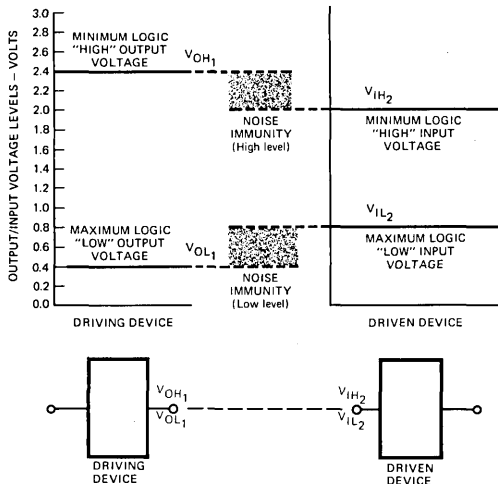 OUTPUT/INPUT VOLTAGE LEVELS – VOLTS
3.0
2.8
2.6
2.4
2.2
2.0
1.8
1.6
1.4
1.2
1.0
0.8
0.6
0.4
0.2
0.0
MINIMUM LOGIC
"HIGH" OUTPUT
VOLTAGE
VOH1
NOISE
IMMUNITY
(High level)
VIH2
MINIMUM LOGIC
"HIGH" INPUT
VOLTAGE
MAXIMUM LOGIC
"LOW" OUTPUT
VOLTAGE
VOL1
NOISE
IMMUNITY
(Low level)
VIL2
MAXIMUM LOGIC
"LOW" INPUT
VOLTAGE
DRIVING DEVICE
DRIVEN DEVICE
VOH1
VOL1
VIH2
VIL2
DRIVING
DEVICE
DRIVEN
DEVICE